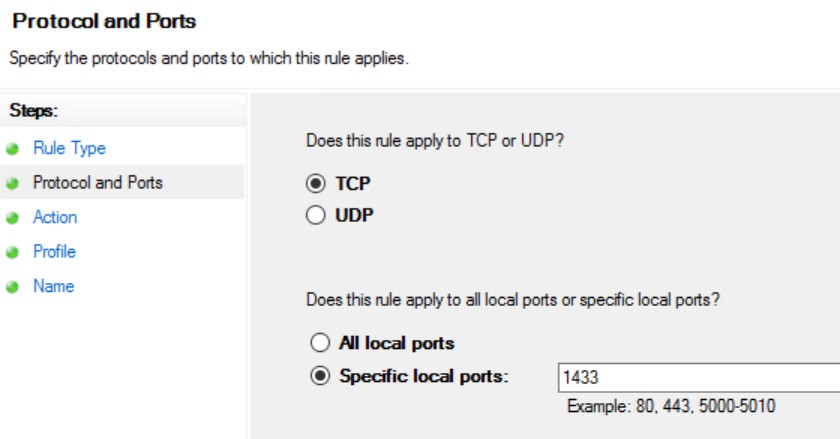 Protocol and Ports
Specify the protocols and ports to which this rule applies.
Steps:
Rule Type
Protocol and Ports
Action
Profile
Name
Does this rule apply to TCP or UDP?
TCP
UDP
Does this rule apply to all local ports or specific local ports?
All local ports
Specific local ports: 1433
Example: 80, 443, 5000-5010